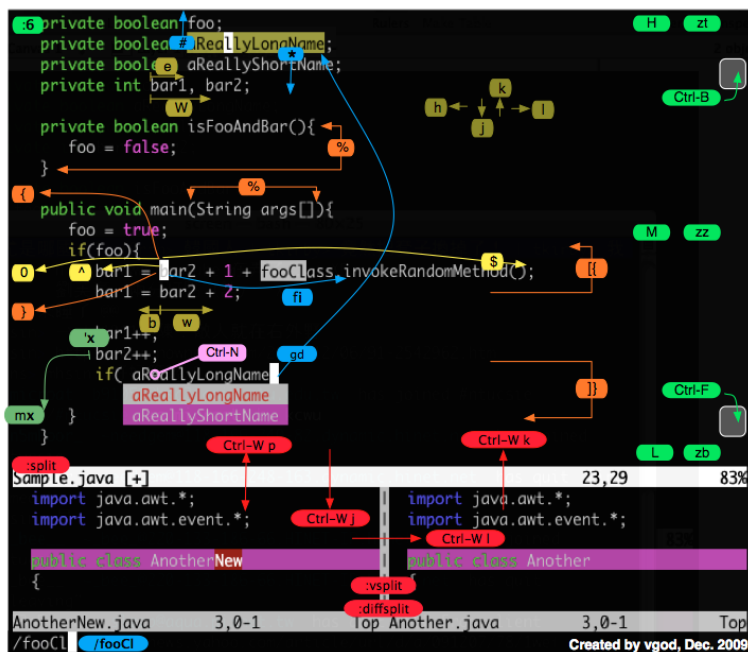 :6 private boolean foo; H zt
private boolean # aReallyLongName;
private boolean aReallyShortName; *
e
private int bar1, bar2; k Ctrl-B
W h l
j
private boolean isFooAndBar(){
foo = false; %
}
{ %
public void main(String args[]){
foo = true; M zz
if(foo){ $
0 ^ bar1 = bar2 + 1 + fooClass.invokeRandomMethod(); [{
bar1 = bar2 + 2; fi
}
b w
'x bar1++;
bar2++; Ctrl-N gd
if( aReallyLongName
aReallyLongName ]} Ctrl-F
mx } aReallyShortName
} Ctrl-W p Ctrl-W k
L zb
:split
Sample.java [+] 23,29 83%
import java.awt.*; import java.awt.*;
import java.awt.event.*; Ctrl-W j import java.awt.event.*;
Ctrl-W l
public class AnotherNew public class Another
{ :vsplit {
:diffsplit
AnotherNew.java 3,0-1 Top Another.java 3,0-1 Top
/fooCl /fooCl Created by vgod, Dec. 2009